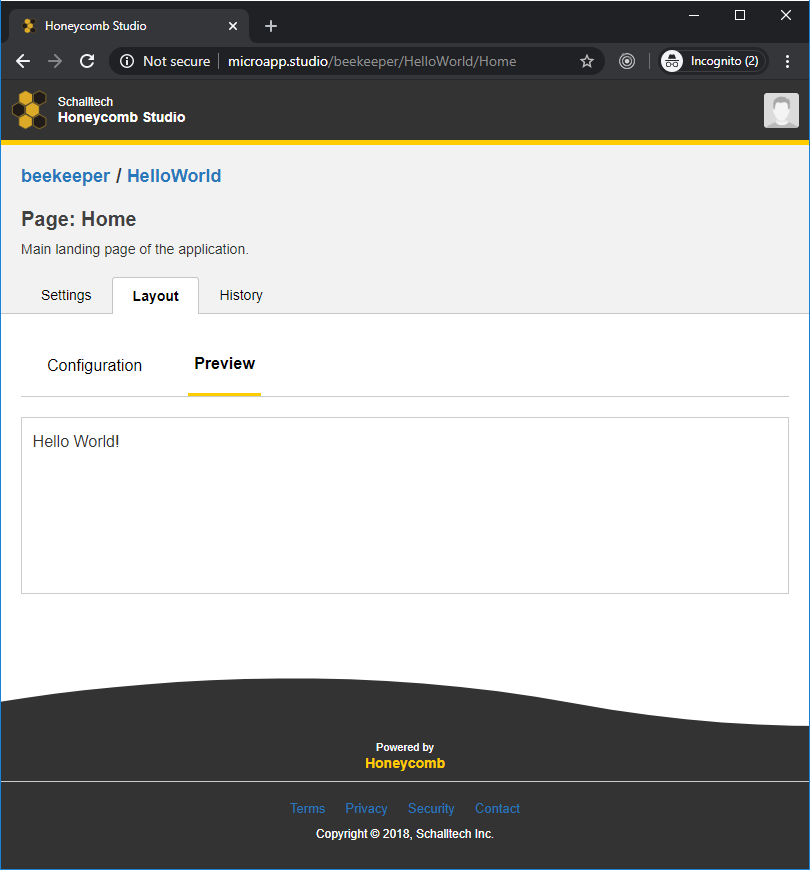 Honeycomb Studio
Not secure microapp.studio/beekeeper/HelloWorld/Home Incognito (2)
Schalltech
Honeycomb Studio
beekeeper / HelloWorld
Page: Home
Main landing page of the application.
Settings Layout History
Configuration Preview
Hello World!
Powered by
Honeycomb
Terms Privacy Security Contact
Copyright © 2018, Schalltech Inc.